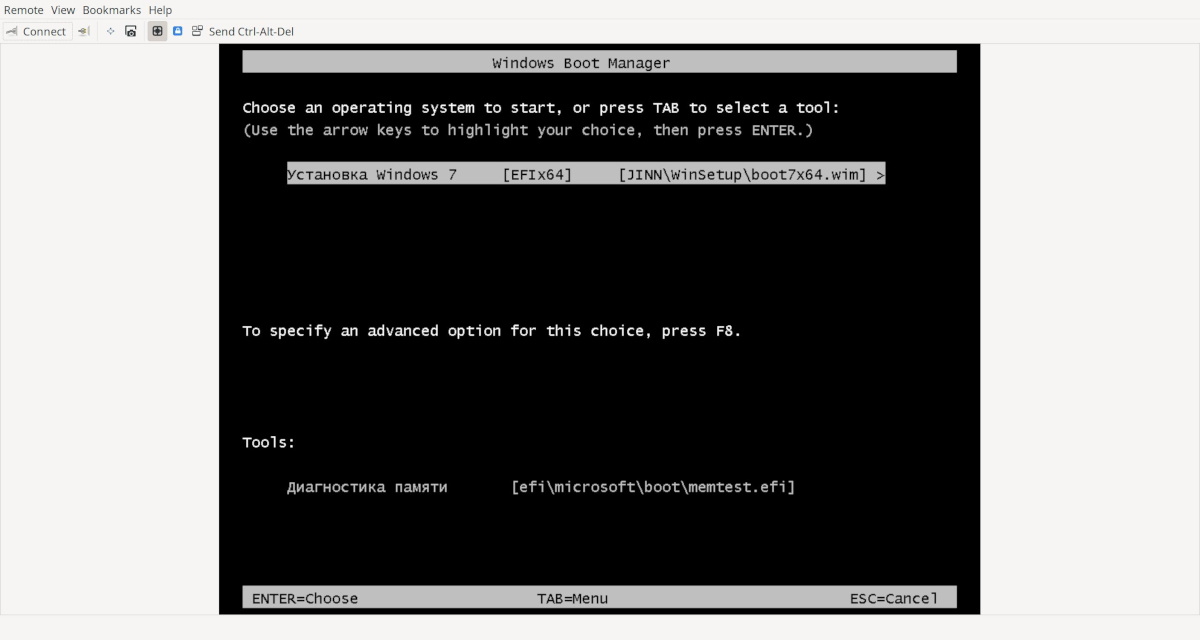 Remote View Bookmarks Help
Connect Send Ctrl-Alt-Del
Windows Boot Manager
Choose an operating system to start, or press TAB to select a tool:
(Use the arrow keys to highlight your choice, then press ENTER.)
Установка Windows 7 [EFIx64] [JINN\WinSetup\boot7x64.wim] >
To specify an advanced option for this choice, press F8.
Tools:
Диагностика памяти [efi\microsoft\boot\memtest.efi]
ENTER=Choose TAB=Menu ESC=Cancel